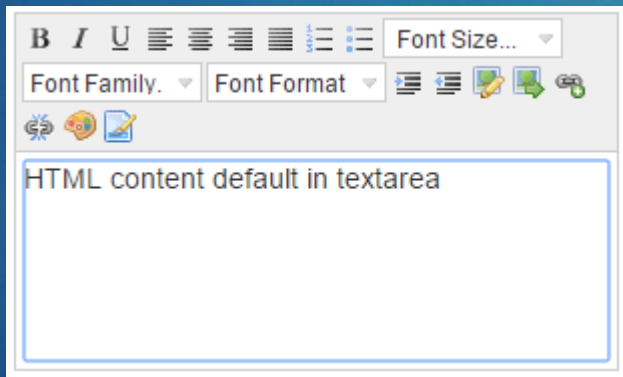 B I U Font Size...
Font Family. Font Format
HTML content default in textarea